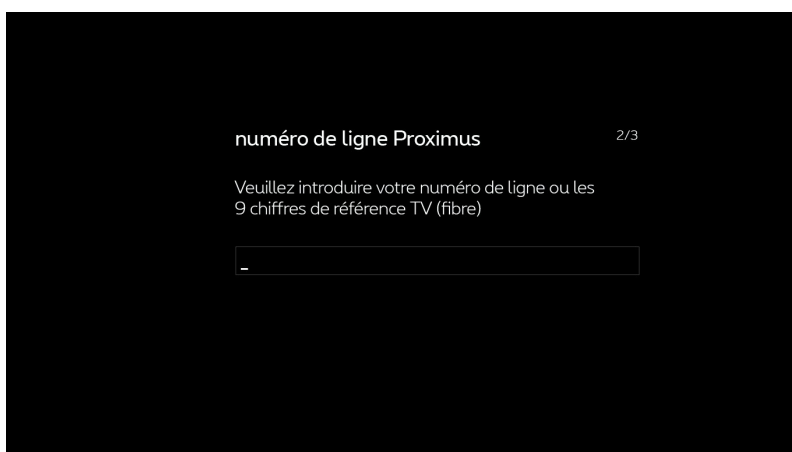 numéro de ligne Proximus 2/3
Veuillez introduire votre numéro de ligne ou les
9 chiffres de référence TV (fibre)
_